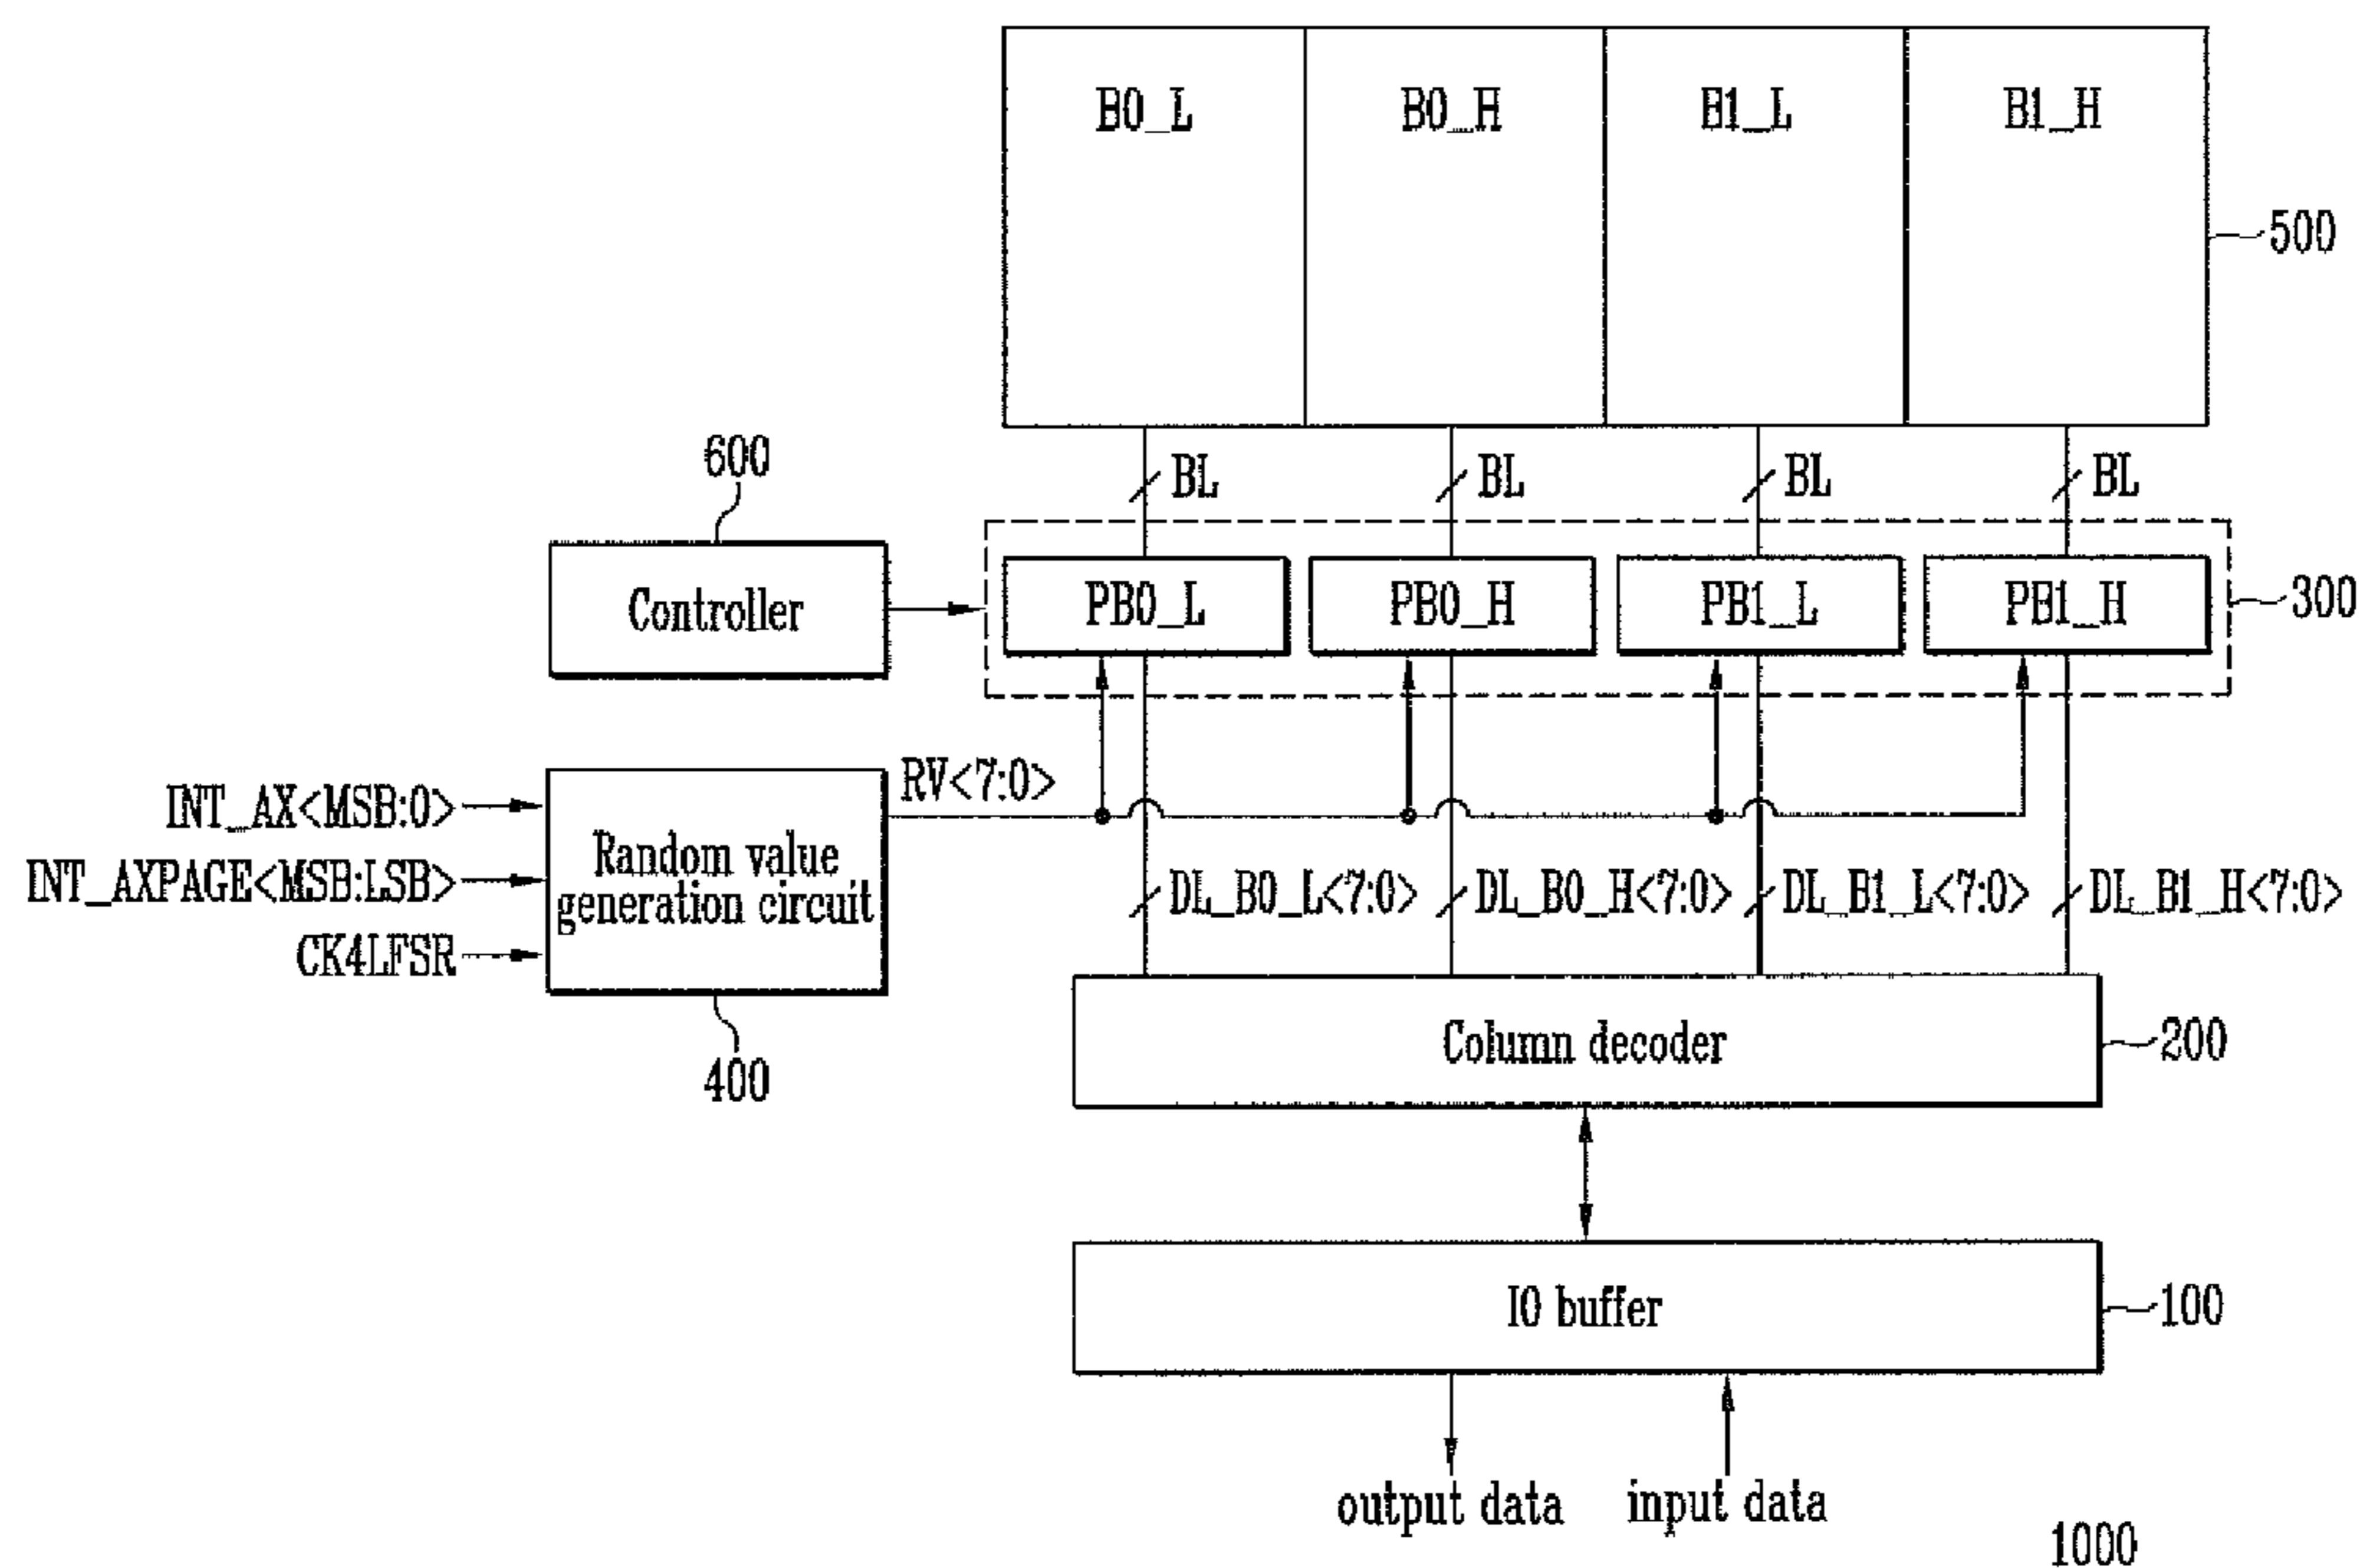 B0_L B0_H B1_L B1_H
500
600
BL BL BL BL
Controller
PB0_L PB0_H PB1_L PB1_H
300
INT_AX<MSB:0>
INT_AXPAGE<MSB:LSB>
CK4LFSR
Random value
generation circuit
RV<7:0>
400
DL_B0_L<7:0> DL_B0_H<7:0> DL_B1_L<7:0> DL_B1_H<7:0>
Column decoder
200
IO buffer
100
output data input data
1000